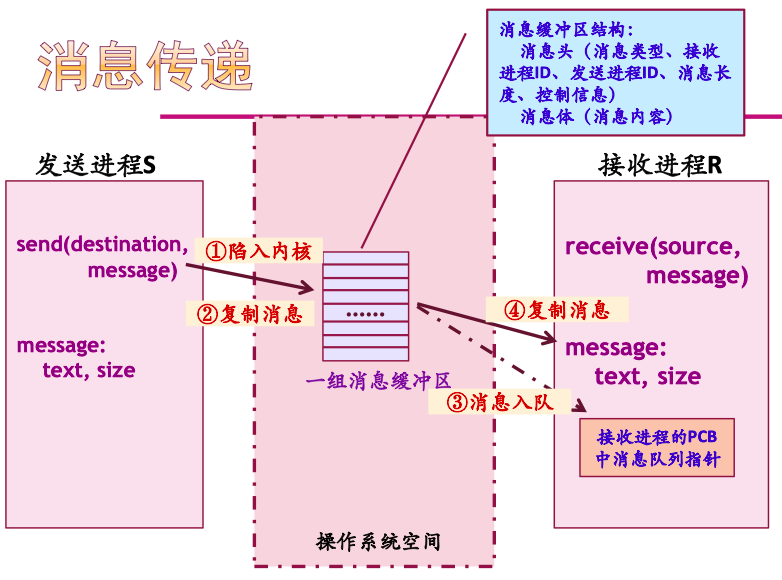 消息传递
消息缓冲区结构：
消息头（消息类型、接收
进程ID、发送进程ID、消息长
度、控制信息）
消息体（消息内容）
发送进程S
send(destination,
message)
message:
text, size
①陷入内核
②复制消息
......
一组消息缓冲区
④复制消息
③消息入队
操作系统空间
接收进程R
receive(source,
message)
message:
text, size
接收进程的PCB
中消息队列指针